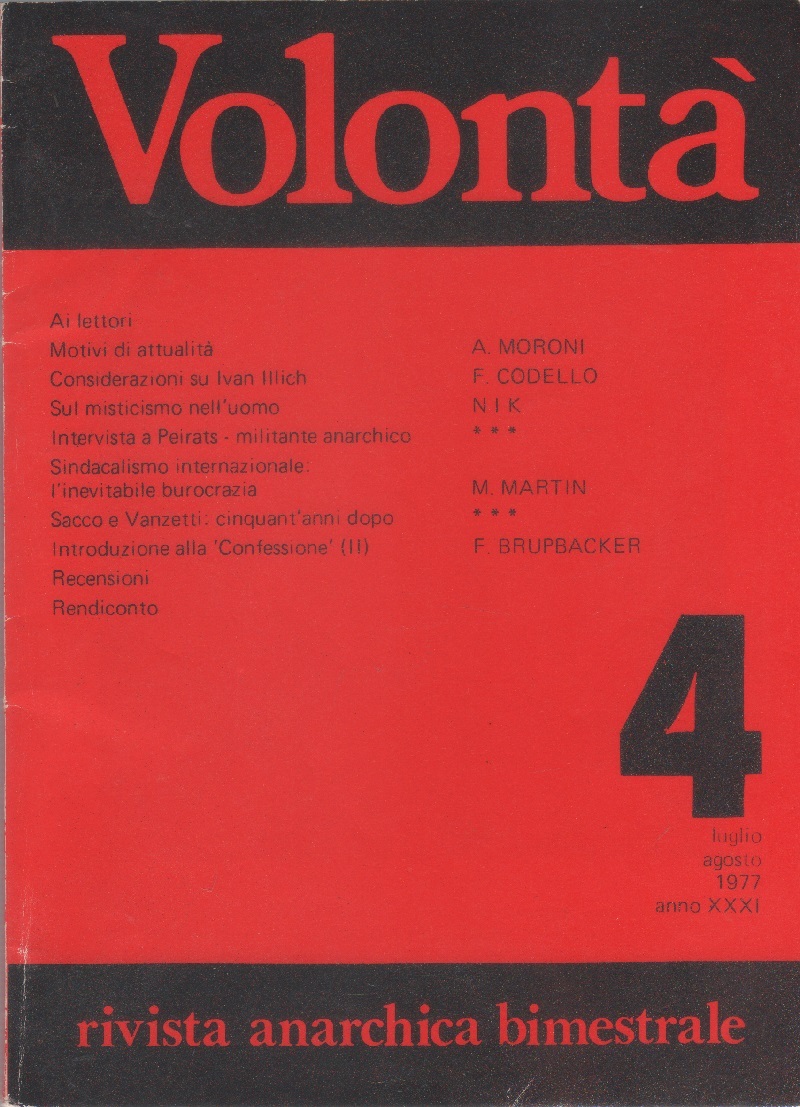 Volontà
Ai lettori
Motivi di attualitá A. MORONI
Considerazioni su Ivan Illich F. CODELLO
Sul misticismo nell'uomo N I K
Intervista a Peirats - militante anarchico * * *
Sindacalismo internazionale:
l'inevitabile burocrazia M. MARTIN
Sacco e Vanzetti: cinquant'anni dopo * * *
Introduzione alla 'Confessione' (II) F. BRUPBACKER
Recensioni
Rendiconto
4
luglio
agosto
1977
anno XXXI
rivista anarchica bimestrale